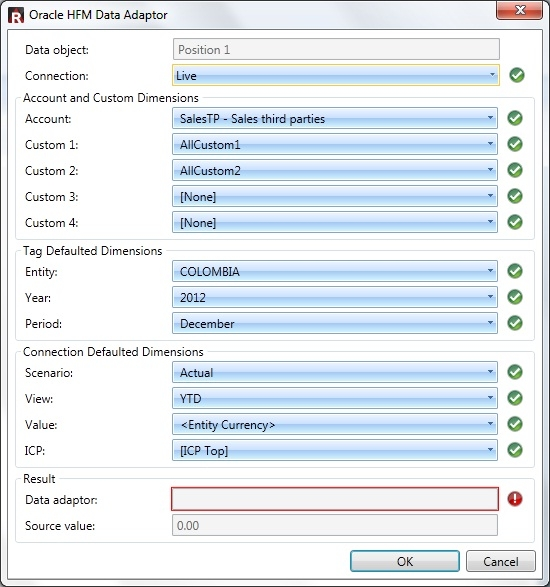 R Oracle HFM Data Adaptor
Data object: Position 1
Connection: Live
Account and Custom Dimensions
Account: SalesTP - Sales third parties
Custom 1: AllCustom1
Custom 2: AllCustom2
Custom 3: [None]
Custom 4: [None]
Tag Defaulted Dimensions
Entity: COLOMBIA
Year: 2012
Period: December
Connection Defaulted Dimensions
Scenario: Actual
View: YTD
Value: <Entity Currency>
ICP: [ICP Top]
Result
Data adaptor:
Source value: 0.00
OK Cancel